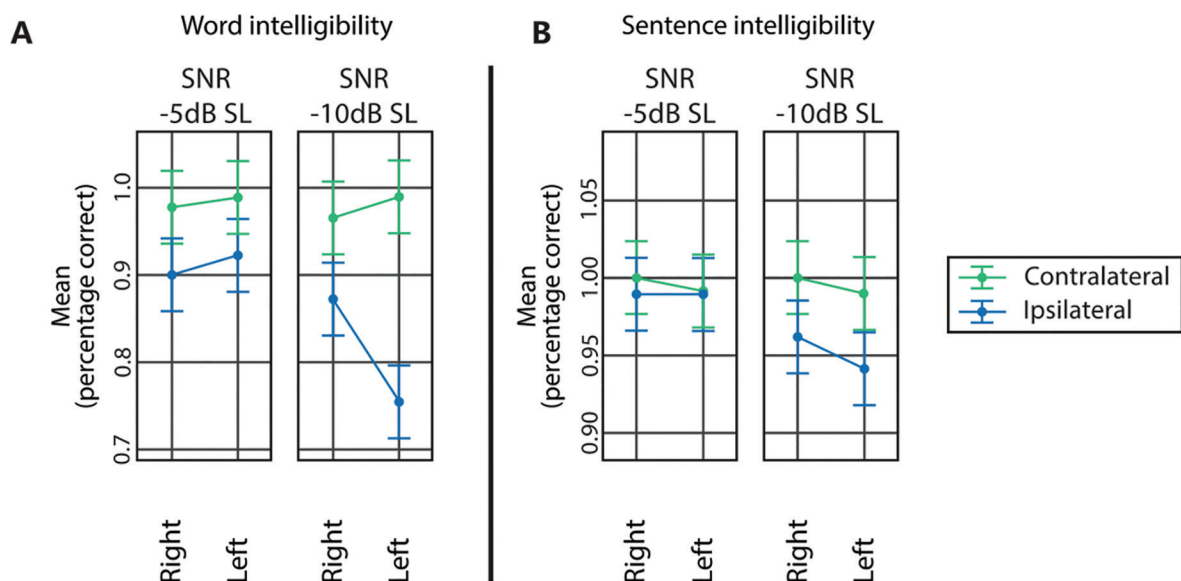 A
Word intelligibility
SNR
-5dB SL
SNR
-10dB SL
Mean
(percentage correct)
1.0
0.9
0.8
0.7
Right
Left
Right
Left
B
Sentence intelligibility
SNR
-5dB SL
SNR
-10dB SL
Mean
(percentage correct)
1.05
1.00
0.95
0.90
Right
Left
Right
Left
Contralateral
Ipsilateral